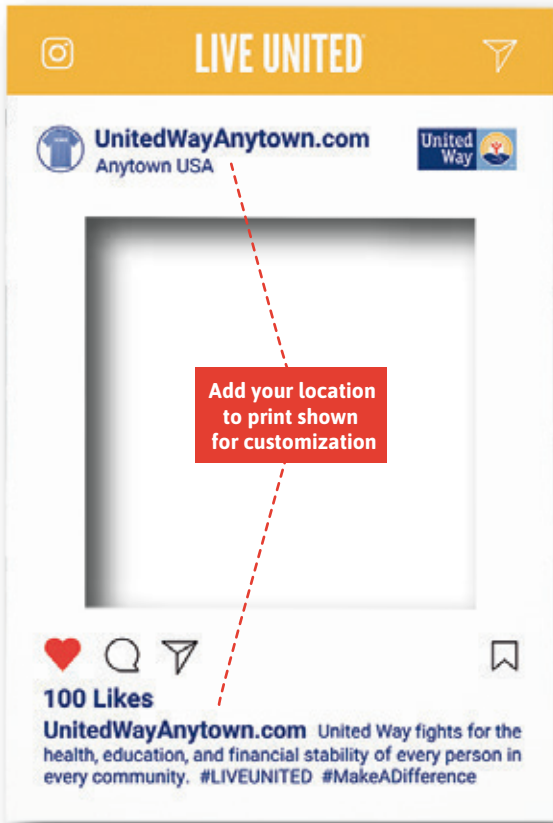 LIVE UNITED
UnitedWayAnytown.com
Anytown USA
United
Way
Add your location
to print shown
for customization
100 Likes
UnitedWayAnytown.com United Way fights for the
health, education, and financial stability of every person in
every community. #LIVEUNITED #MakeADifference